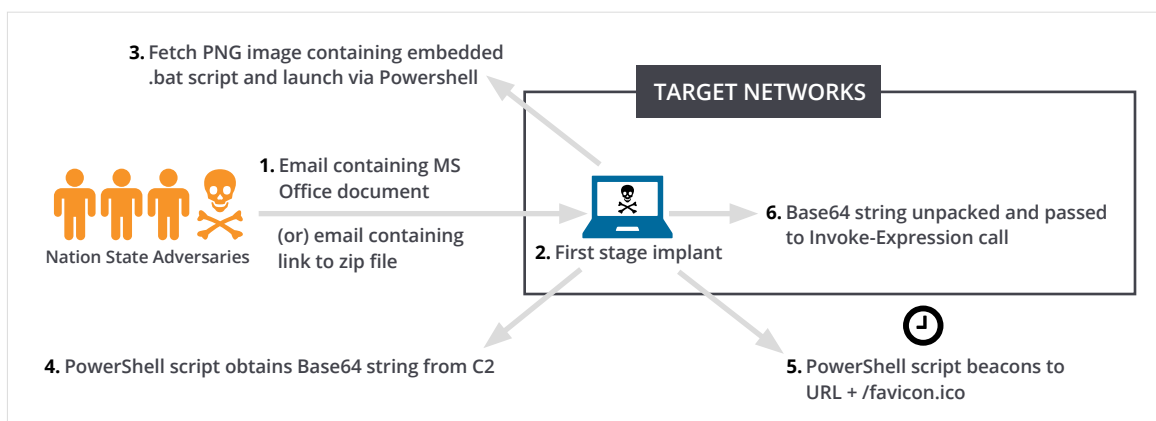 3. Fetch PNG image containing embedded
.bat script and launch via Powershell
TARGET NETWORKS
1. Email containing MS
Office document
(or) email containing
link to zip file
Nation State Adversaries
2. First stage implant
6. Base64 string unpacked and passed
to Invoke-Expression call
4. PowerShell script obtains Base64 string from C2
5. PowerShell script beacons to
URL + /favicon.ico